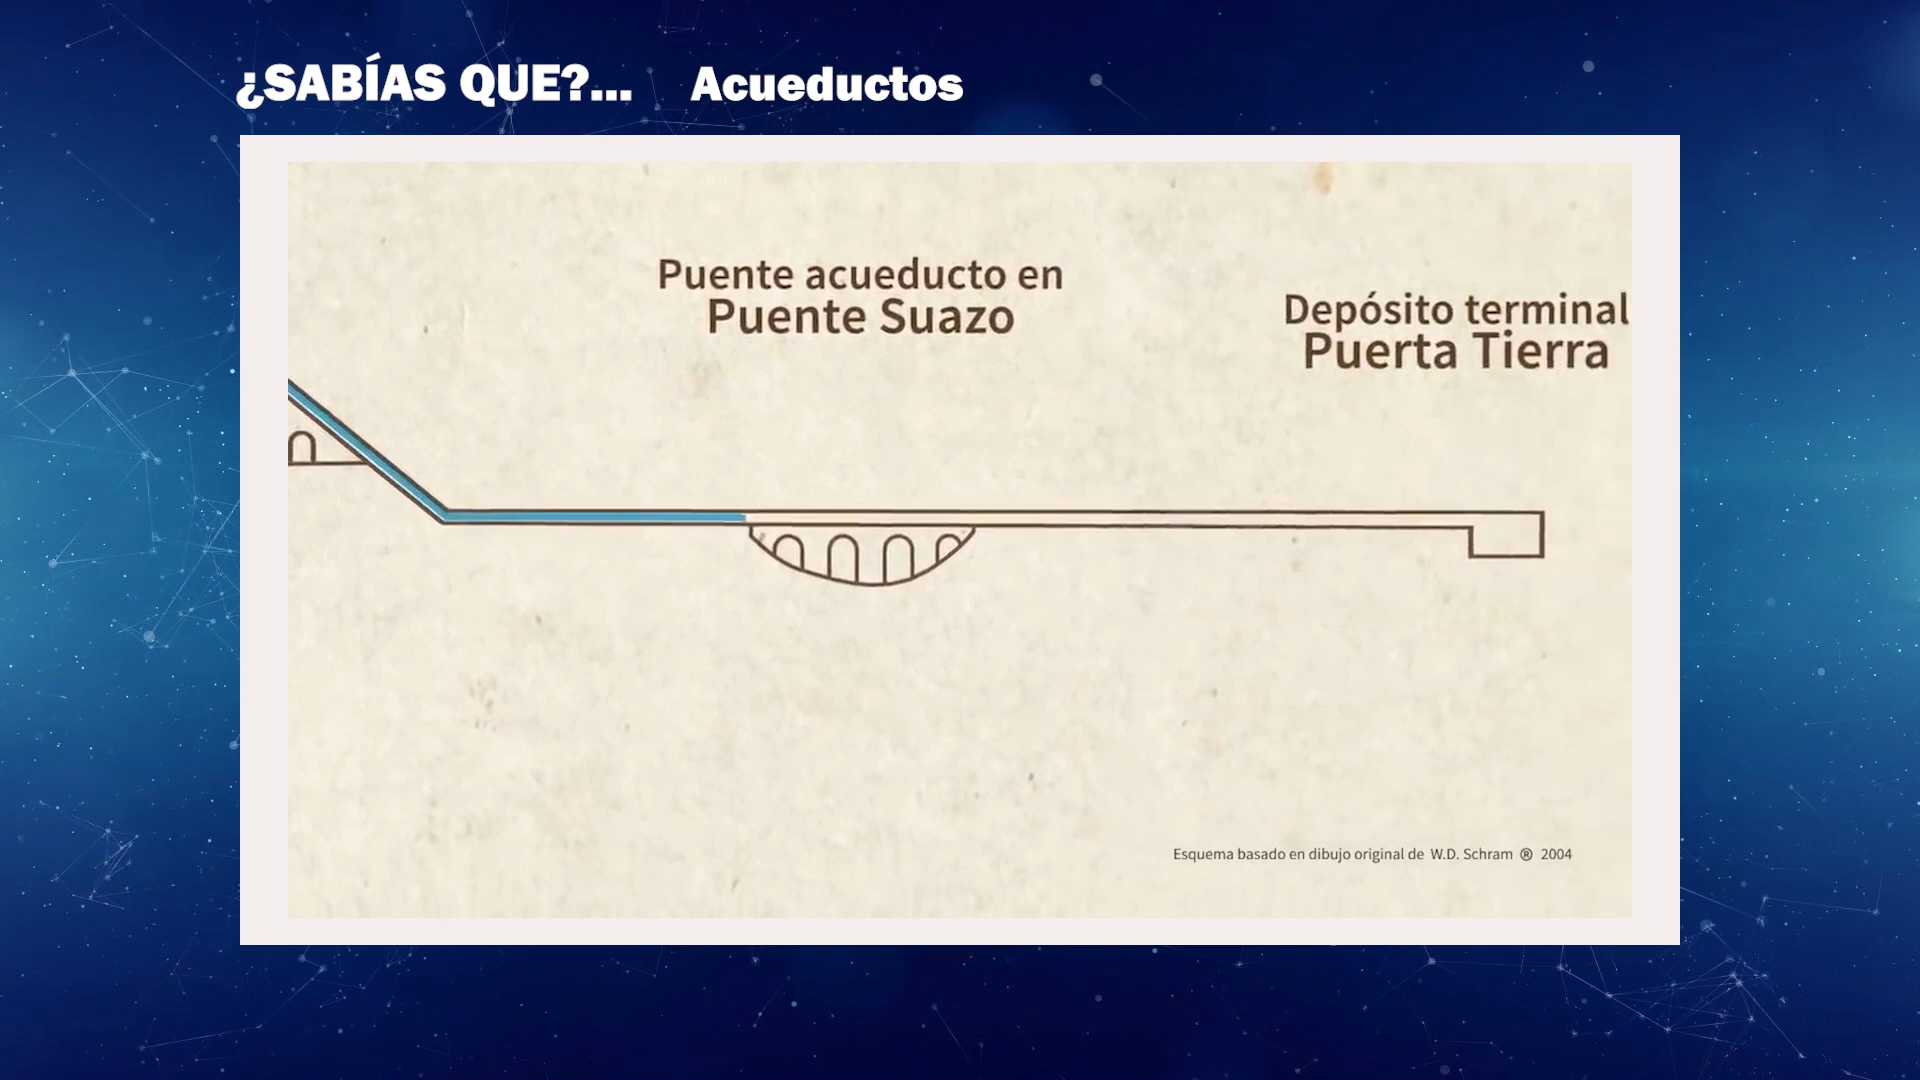 ¿SABÍAS QUE?... Acueductos
Puente acueducto en
Puente Suazo
Depósito terminal
Puerta Tierra
Esquema basado en dibujo original de W.D. Schram ® 2004